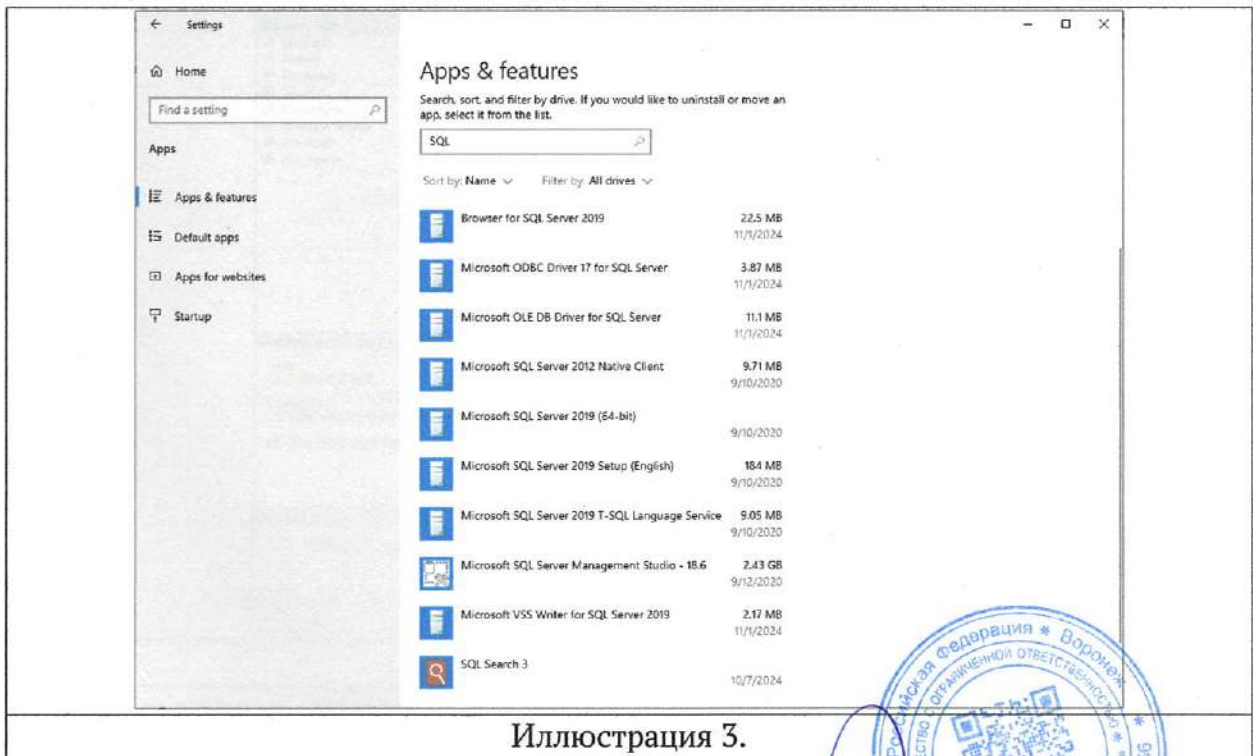 Settings
Home
Find a setting
Apps
Apps & features
Default apps
Apps for websites
Startup
Apps & features
Search, sort, and filter by drive. If you would like to uninstall or move an
app, select it from the list.
SQL
Sort by: Name Filter by: All drives
Browser for SQL Server 2019 22.5 MB
11/1/2024
Microsoft ODBC Driver 17 for SQL Server 3.87 MB
11/1/2024
Microsoft OLE DB Driver for SQL Server 11.1 MB
11/1/2024
Microsoft SQL Server 2012 Native Client 9.71 MB
9/10/2020
Microsoft SQL Server 2019 (64-bit)
9/10/2020
Microsoft SQL Server 2019 Setup (English) 184 MB
9/10/2020
Microsoft SQL Server 2019 T-SQL Language Service 9.05 MB
9/10/2020
Microsoft SQL Server Management Studio - 18.6 2.43 GB
9/12/2020
Microsoft VSS Writer for SQL Server 2019 2.17 MB
11/1/2024
SQL Search 3
10/7/2024
Российская Федерация * Воронеж *
ОГРАНИЧЕННОЙ ОТВЕТСТВЕННОСТЬЮ *
Иллюстрация 3.